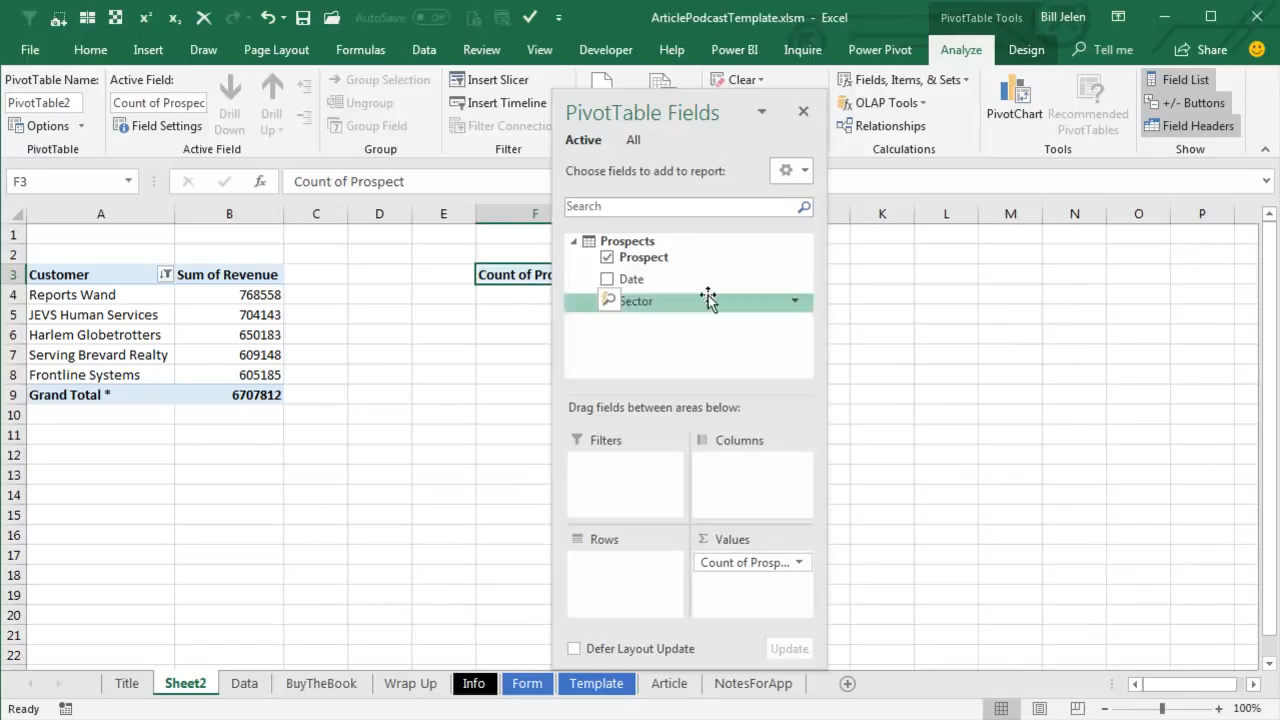 AutoSave Off
ArticlePodcastTemplate.xlsm - Excel
PivotTable Tools
Bill Jelen
File Home Insert Draw Page Layout Formulas Data Review View Developer Help Power BI Inquire Power Pivot Analyze Design Tell me Share
PivotTable Name:
PivotTable2
Options
PivotTable
Active Field:
Count of Prospec
Field Settings
Drill Down
Drill Up
Active Field
Group Selection
Ungroup
Group Field
Group
Insert Slicer
Insert Timeline
Filter Connectio
Filter
Clear
Fields, Items, & Sets
OLAP Tools
Relationships
Calculations
PivotChart
Recommended PivotTables
Tools
Field List
+/- Buttons
Field Headers
Show
F3
Count of Prospect
A B C D E F K L M N O P
1
2
3 Customer Sum of Revenue Count of Pro
4 Reports Wand 768558
5 JEVS Human Services 704143
6 Harlem Globetrotters 650183
7 Serving Brevard Realty 609148
8 Frontline Systems 605185
9 Grand Total * 6707812
10
11
12
13
14
15
16
17
18
19
20
21
22
PivotTable Fields
Active All
Choose fields to add to report:
Search
Prospects
Prospect
Date
Sector
Drag fields between areas below:
Filters
Columns
Rows
Values
Count of Prosp...
Defer Layout Update
Update
Title Sheet2 Data BuyTheBook Wrap Up Info Form Template Article NotesForApp
Ready
100%